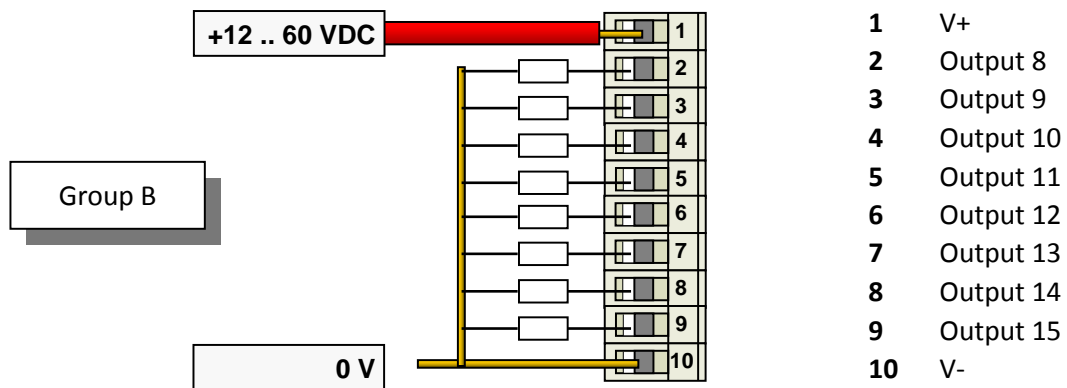 +12 .. 60 VDC
1
2
3
4
5
6
7
8
9
10
Group B
0 V
1 V+
2 Output 8
3 Output 9
4 Output 10
5 Output 11
6 Output 12
7 Output 13
8 Output 14
9 Output 15
10 V-